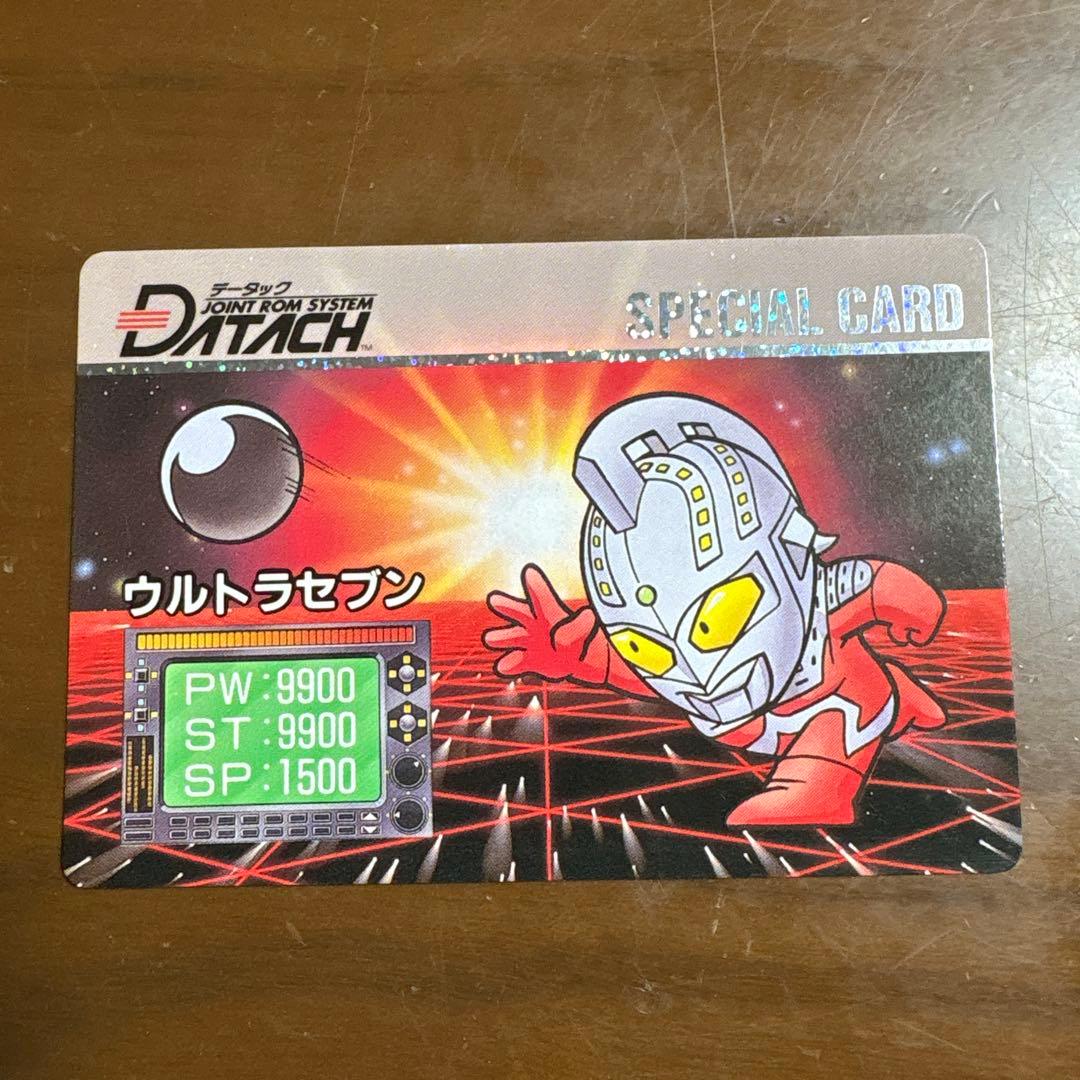 データック
JOINT ROM SYSTEM
DATACH™
SPECIAL CARD
ウルトラセブン
PW:9900
ST:9900
SP:1500